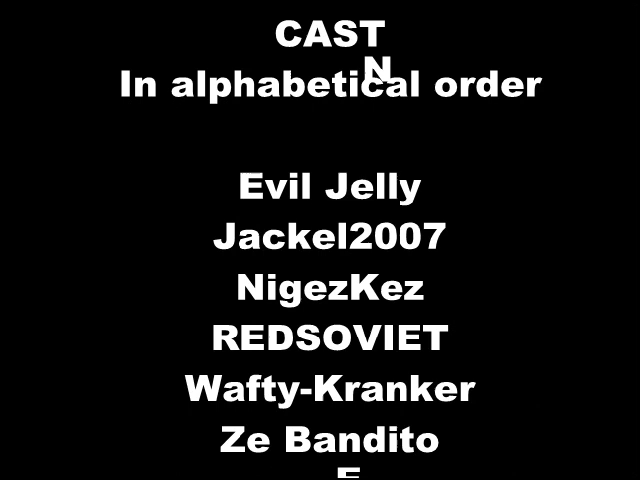 CAST
N
In alphabetical order
Evil Jelly
Jackel2007
NigezKez
REDSOVIET
Wafty-Kranker
Ze Bandito